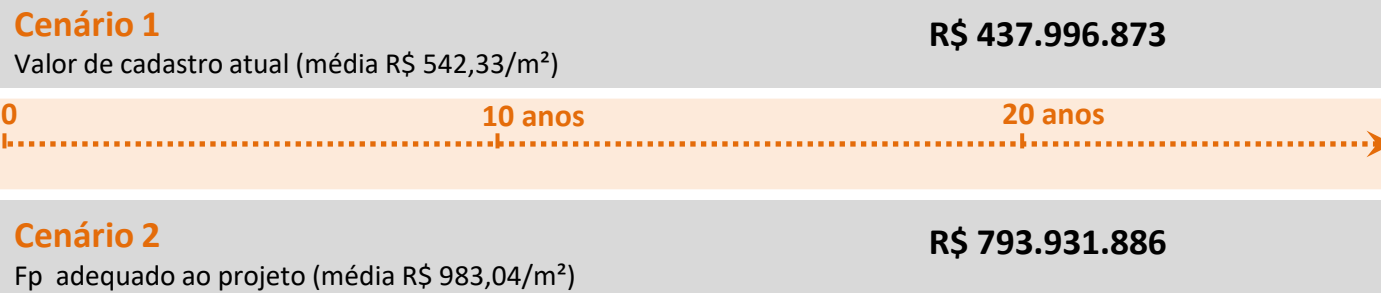 Cenário 1
R$ 437.996.873
Valor de cadastro atual (média R$ 542,33/m²)
0
10 anos
20 anos
Cenário 2
R$ 793.931.886
Fp  adequado ao projeto (média R$ 983,04/m²)